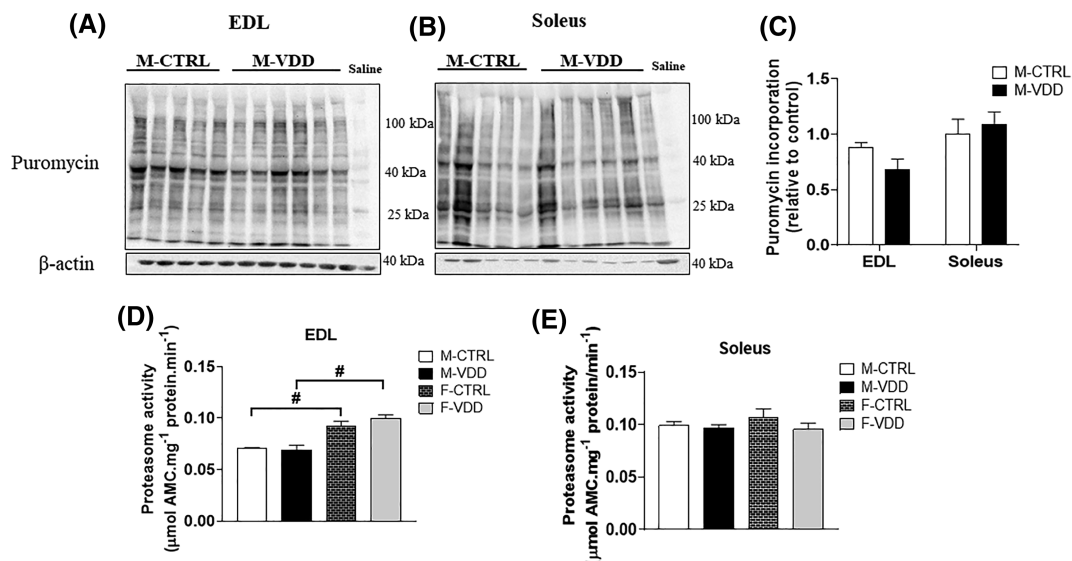 (A)
EDL
M-CTRL
M-VDD
Saline
Puromycin
100 kDa
40 kDa
25 kDa
β-actin
40 kDa
(B)
Soleus
M-CTRL
M-VDD
Saline
100 kDa
40 kDa
25 kDa
40 kDa
(C)
Puromycin incorporation
(relative to control)
1.5
1.0
0.5
0.0
EDL
Soleus
M-CTRL
M-VDD
(D)
EDL
Proteasome activity
(μmol AMC.mg⁻¹ protein.min⁻¹)
0.15
0.10
0.05
0.00
#
#
M-CTRL
M-VDD
F-CTRL
F-VDD
(E)
Soleus
Proteasome activity
(μmol AMC.mg⁻¹ protein/min⁻¹)
0.15
0.10
0.05
0.00
M-CTRL
M-VDD
F-CTRL
F-VDD